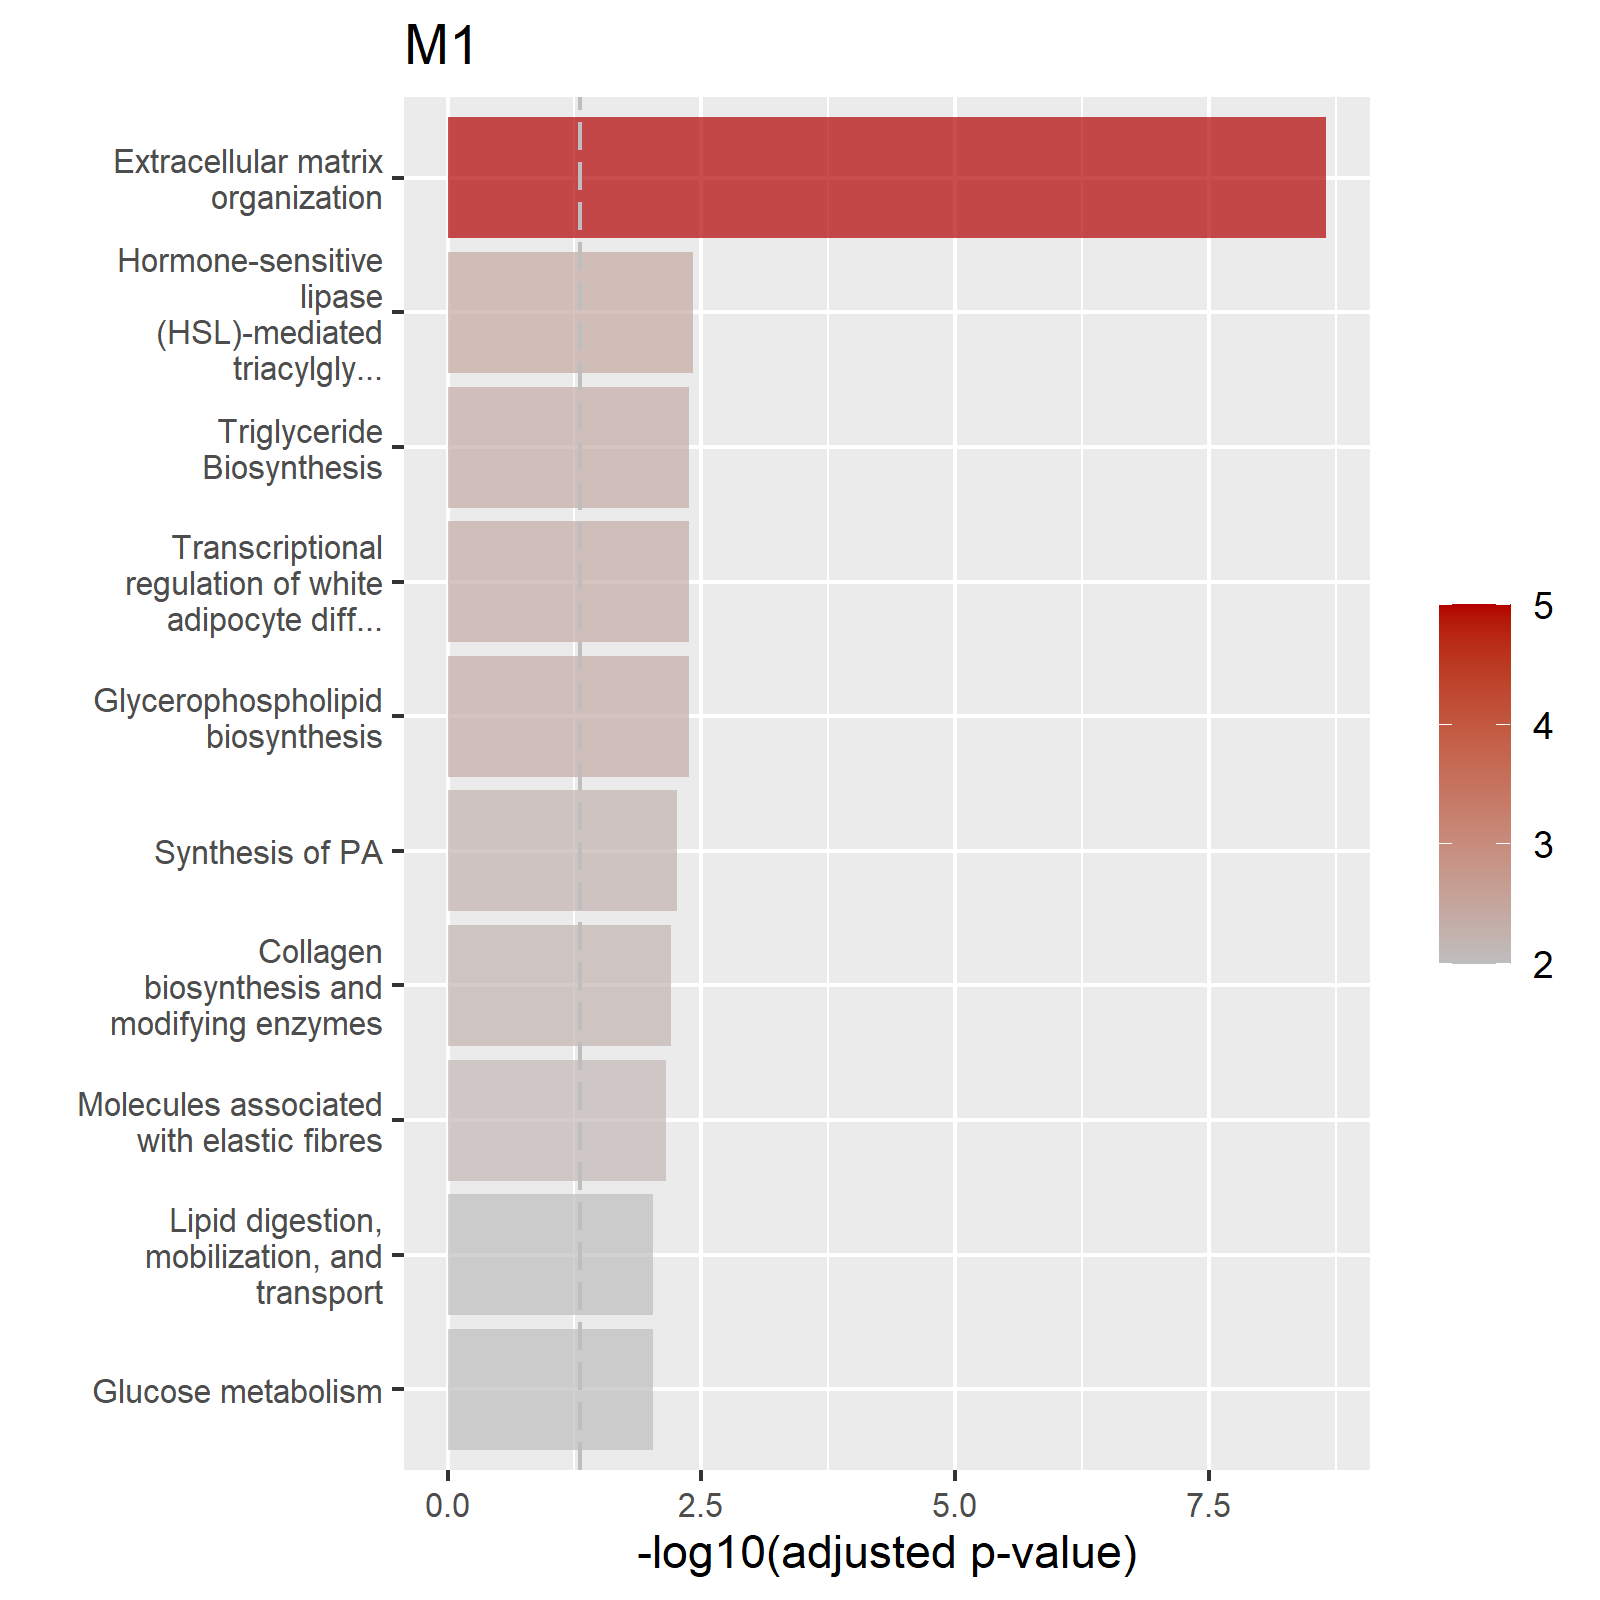 M1
Extracellular matrix
organization
Hormone-sensitive
lipase
(HSL)-mediated
triacylgly...
Triglyceride
Biosynthesis
Transcriptional
regulation of white
adipocyte diff...
Glycerophospholipid
biosynthesis
Synthesis of PA
Collagen
biosynthesis and
modifying enzymes
Molecules associated
with elastic fibres
Lipid digestion,
mobilization, and
transport
Glucose metabolism
0.0 2.5 5.0 7.5
-log10(adjusted p-value)
5
4
3
2